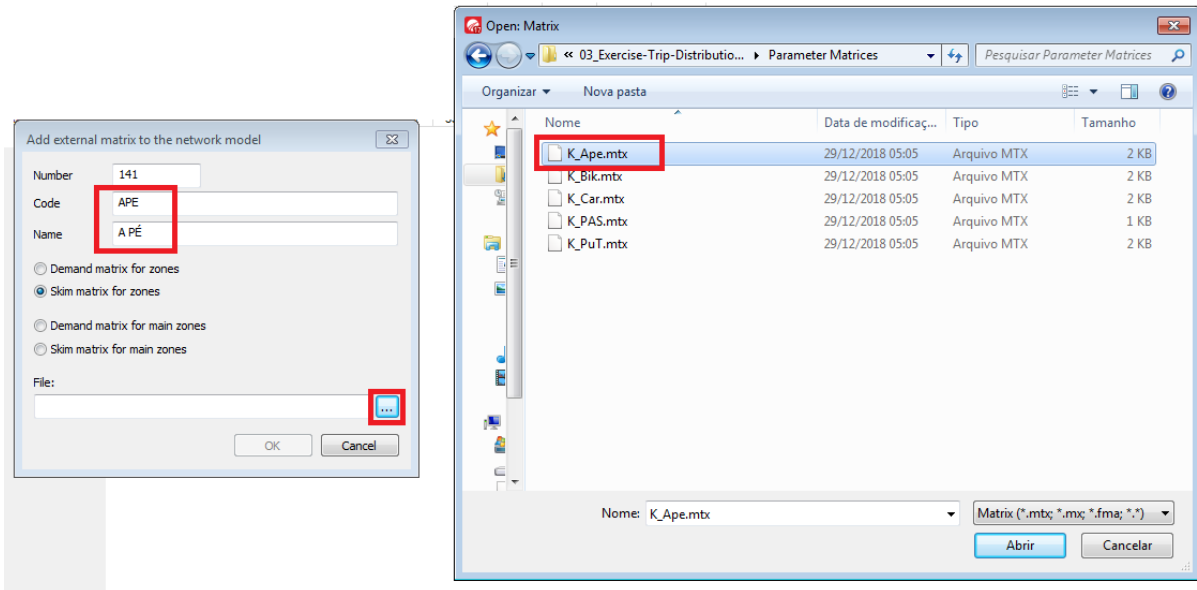 Add external matrix to the network model
Number 141
Code APE
Name A PÉ
Demand matrix for zones
Skim matrix for zones
Demand matrix for main zones
Skim matrix for main zones
File:
...
OK Cancel
Open: Matrix
« 03_Exercise-Trip-Distributio... Parameter Matrices Pesquisar Parameter Matrices
Organizar Nova pasta
Nome Data de modificaç... Tipo Tamanho
K_Ape.mtx 29/12/2018 05:05 Arquivo MTX 2 KB
K_Bik.mtx 29/12/2018 05:05 Arquivo MTX 2 KB
K_Car.mtx 29/12/2018 05:05 Arquivo MTX 2 KB
K_PAS.mtx 29/12/2018 05:05 Arquivo MTX 1 KB
K_PuT.mtx 29/12/2018 05:05 Arquivo MTX 2 KB
Nome: K_Ape.mtx Matrix (*.mtx; *.mx; *.fma; *.*)
Abrir Cancelar